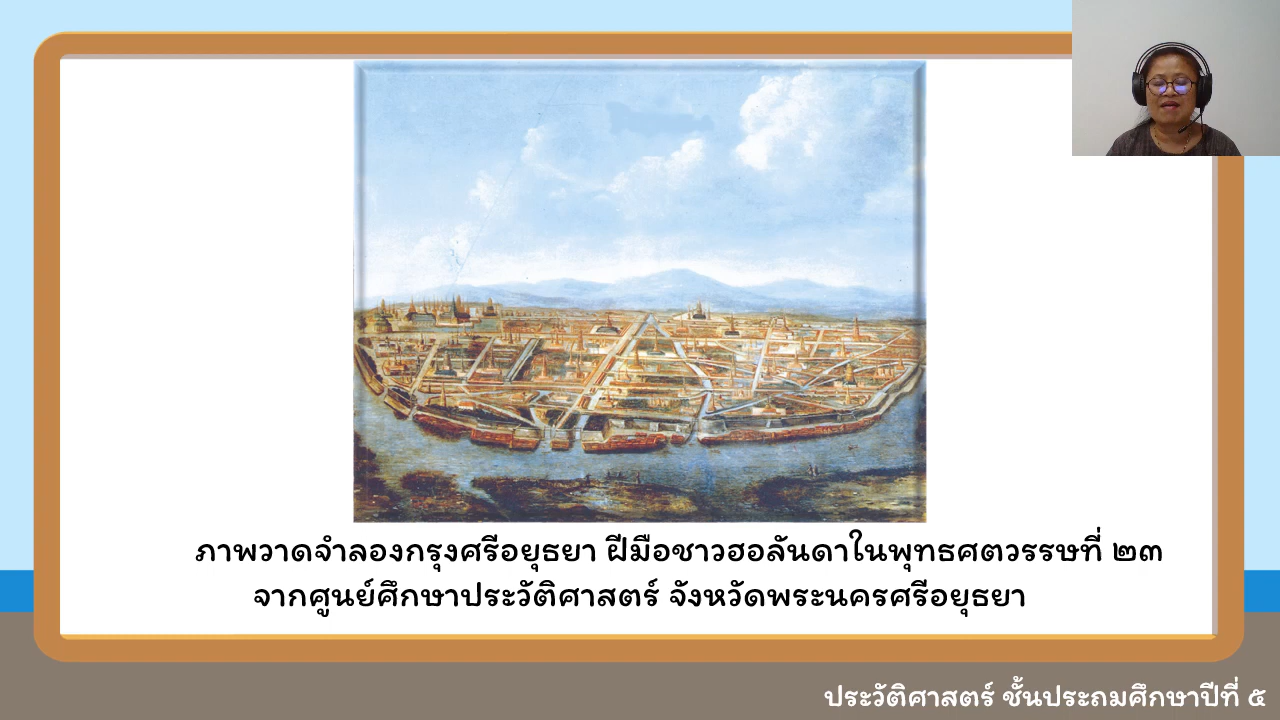 ภาพวาดจำลองกรุงศรีอยุธยา ฝีมือชาวฮอลันดาในพุทธศตวรรษที่ ๒๓
จากศูนย์ศึกษาประวัติศาสตร์ จังหวัดพระนครศรีอยุธยา
ประวัติศาสตร์ ชั้นประถมศึกษาปีที่ ๕